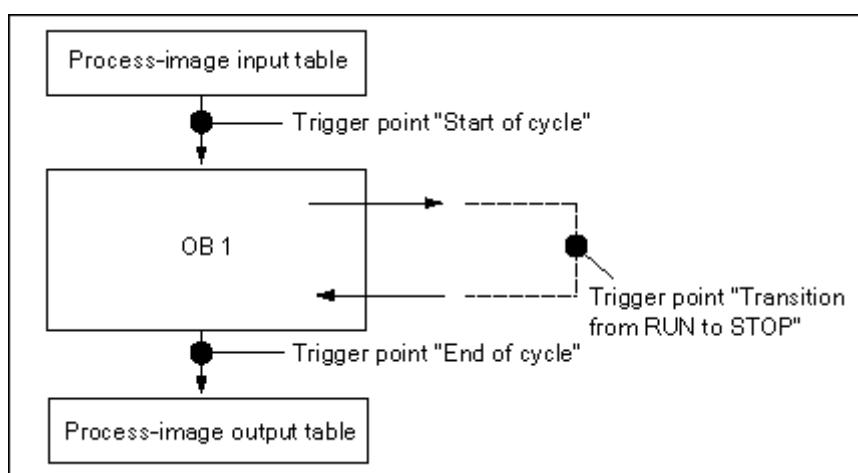 Process-image input table
Trigger point "Start of cycle"
OB 1
Trigger point "Transition
from RUN to STOP"
Trigger point "End of cycle"
Process-image output table